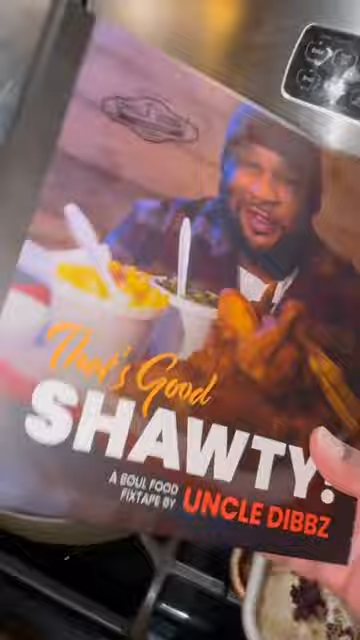 That's Good
SHAWTY!
A SOUL FOOD
FIXTAPE BY
UNCLE DIBBZ